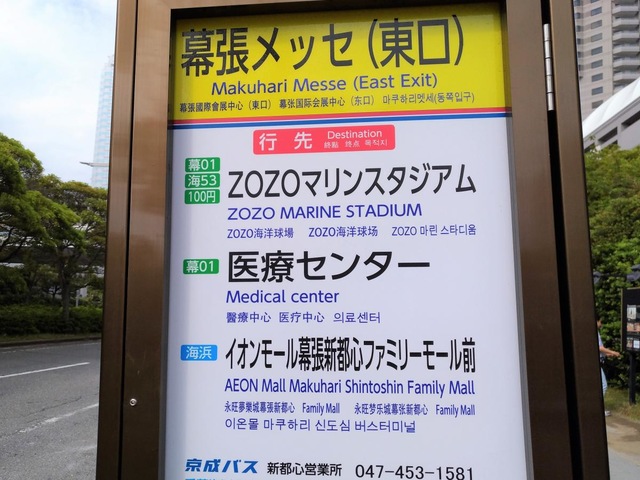 幕張メッセ（東口）
Makuhari Messe (East Exit)
幕張國際會展中心（東口） 幕张国际会展中心（东口） 마쿠하리멧세(동쪽입구)
行 先 Destination
終點 终点 목적지
幕01
海53
100円
ZOZOマリンスタジアム
ZOZO MARINE STADIUM
ZOZO海洋球場 ZOZO海洋球场 ZOZO 마린 스타디움
幕01 医療センター
Medical center
醫療中心 医疗中心 의료센터
海浜 イオンモール幕張新都心ファミリーモール前
AEON Mall Makuhari Shintoshin Family Mall
永旺夢樂城幕張新都心 Family Mall 永旺梦乐城幕张新都心 Family Mall
이온몰 마쿠하리 신도심 버스터미널
京成バス 新都心営業所 047-453-1581